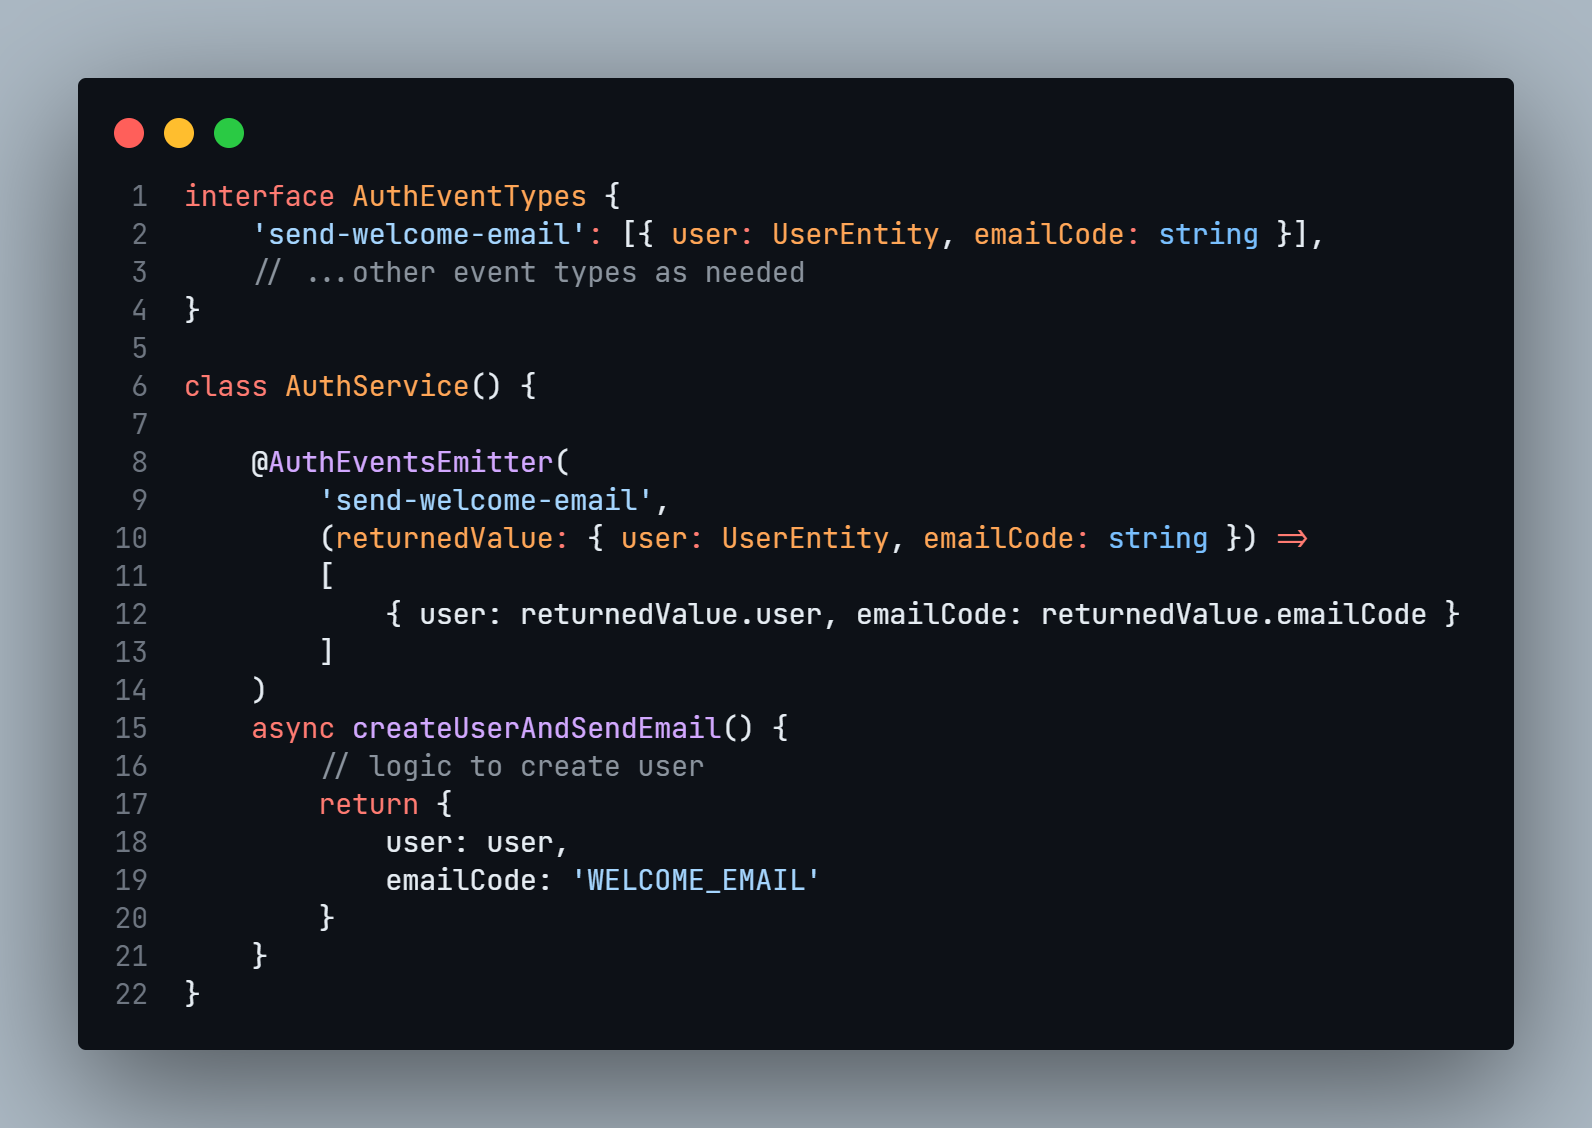 1 interface AuthEventTypes {
2     'send-welcome-email': [{ user: UserEntity, emailCode: string }],
3     // ...other event types as needed
4 }
5
6 class AuthService() {
7
8     @AuthEventsEmitter(
9         'send-welcome-email',
10         (returnedValue: { user: UserEntity, emailCode: string }) =>
11         [
12             { user: returnedValue.user, emailCode: returnedValue.emailCode }
13         ]
14     )
15     async createUserAndSendEmail() {
16         // logic to create user
17         return {
18             user: user,
19             emailCode: 'WELCOME_EMAIL'
20         }
21     }
22 }